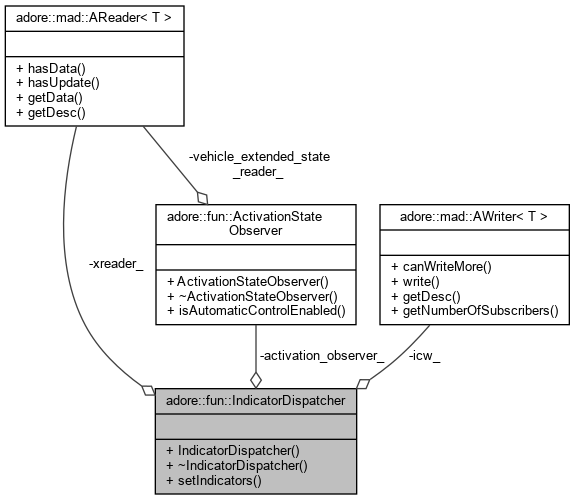 adore::mad::AReader< T >
+ hasData()
+ hasUpdate()
+ getData()
+ getDesc()
-vehicle_extended_state
_reader_
adore::fun::ActivationState
Observer
+ ActivationStateObserver()
+ ~ActivationStateObserver()
+ isAutomaticControlEnabled()
adore::mad::AWriter< T >
+ canWriteMore()
+ write()
+ getDesc()
+ getNumberOfSubscribers()
-xreader_
-activation_observer_
-icw_
adore::fun::IndicatorDispatcher
+ IndicatorDispatcher()
+ ~IndicatorDispatcher()
+ setIndicators()